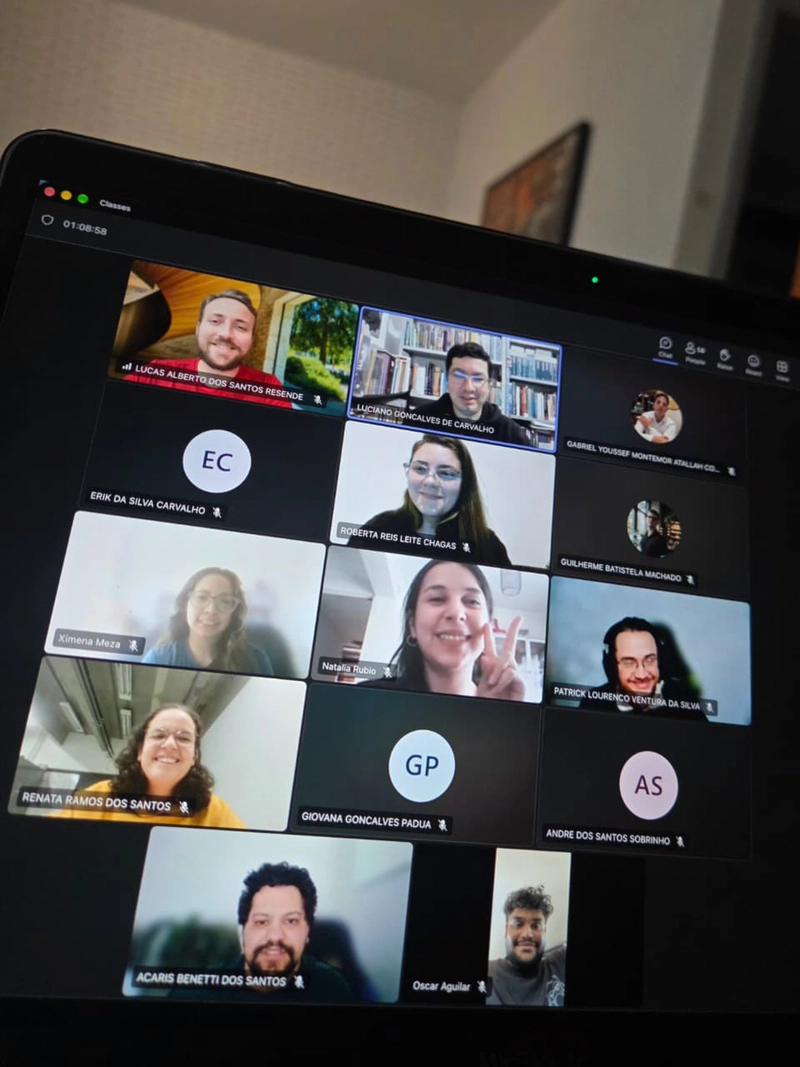 Classes
01:08:58
Chat
People
Raise
React
View
LUCAS ALBERTO DOS SANTOS RESENDE
LUCIANO GONCALVES DE CARVALHO
GABRIEL YOUSSEF MONTEMOR ATALLAH CO...
EC
ERIK DA SILVA CARVALHO
ROBERTA REIS LEITE CHAGAS
GUILHERME BATISTELA MACHADO
Ximena Meza
Natalia Rubio
PATRICK LOURENCO VENTURA DA SILVA
RENATA RAMOS DOS SANTOS
GP
GIOVANA GONCALVES PADUA
AS
ANDRE DOS SANTOS SOBRINHO
ACARIS BENETTI DOS SANTOS
Oscar Aguilar